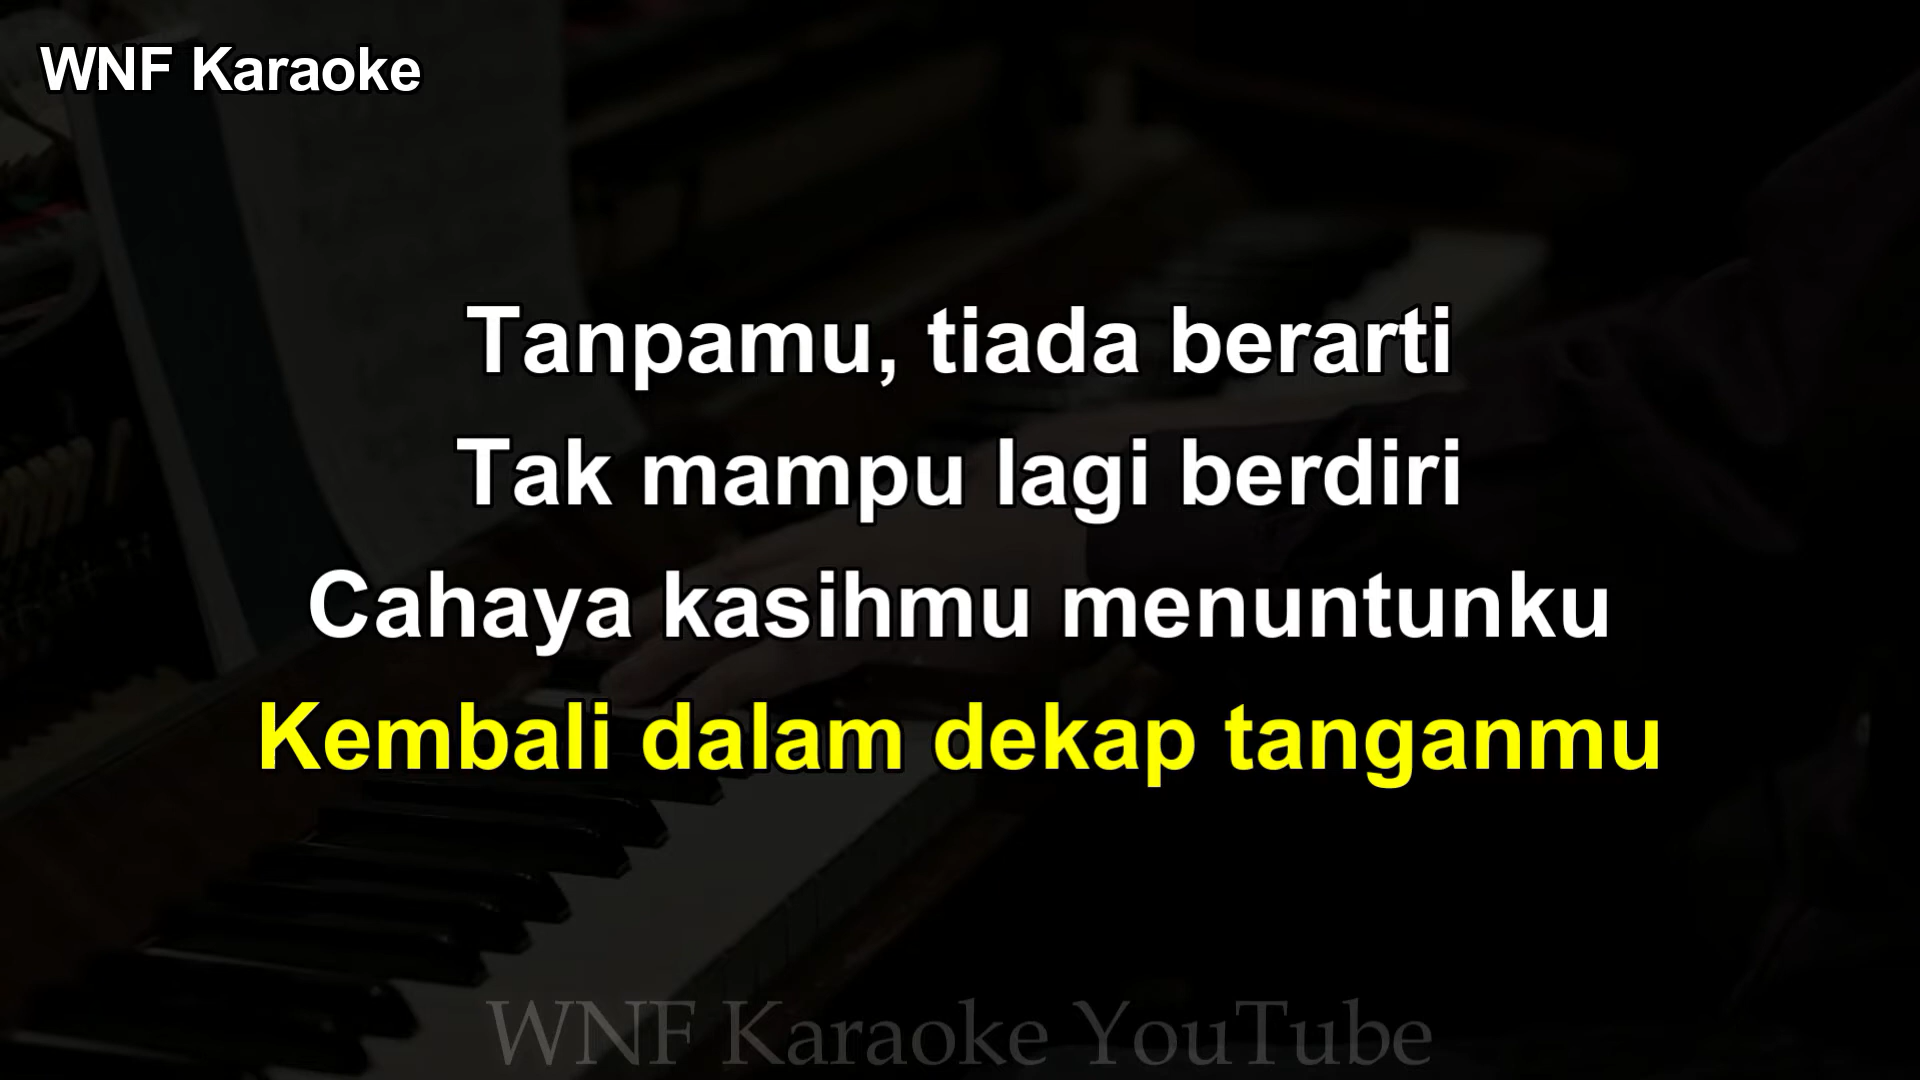 WNF Karaoke
Tanpamu, tiada berarti
Tak mampu lagi berdiri
Cahaya kasihmu menuntunku
Kembali dalam dekap tanganmu
WNF Karaoke YouTube